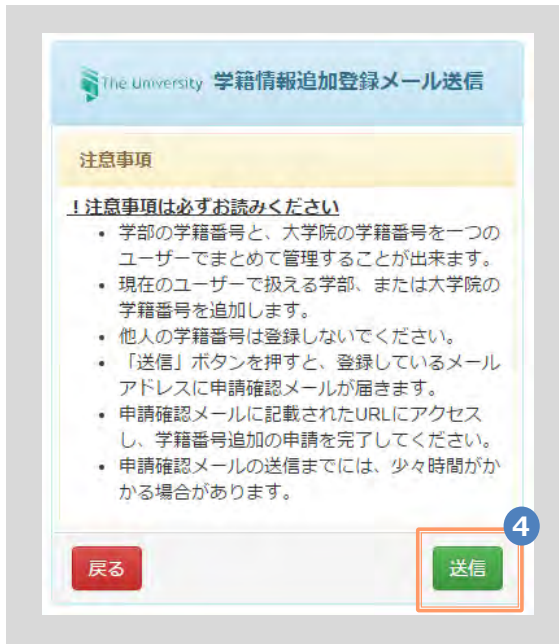 The University 学籍情報追加登録メール送信
注意事項
!注意事項は必ずお読みください
• 学部の学籍番号と、大学院の学籍番号を一つの
ユーザーでまとめて管理することが出来ます。
• 現在のユーザーで扱える学部、または大学院の
学籍番号を追加します。
• 他人の学籍番号は登録しないでください。
• 「送信」ボタンを押すと、登録しているメール
アドレスに申請確認メールが届きます。
• 申請確認メールに記載されたURLにアクセス
し、学籍番号追加の申請を完了してください。
• 申請確認メールの送信までには、少々時間がか
かる場合があります。
4
戻る
送信